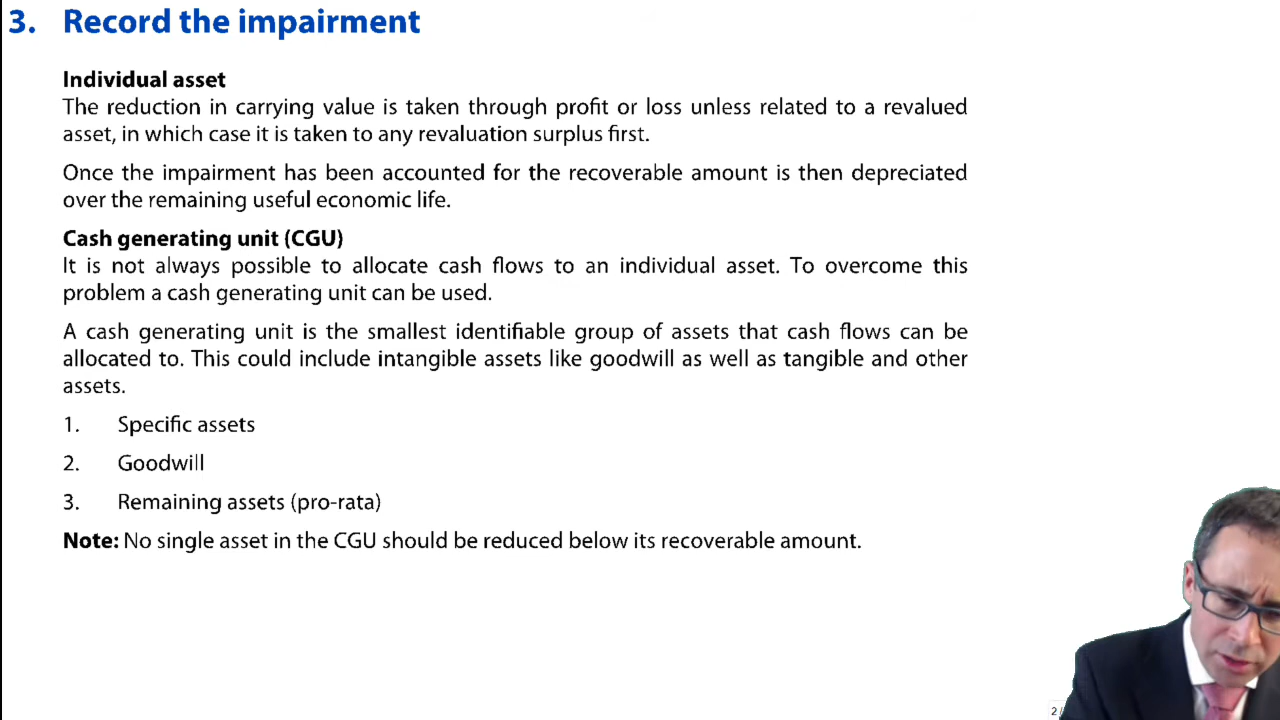 3. Record the impairment
Individual asset
The reduction in carrying value is taken through profit or loss unless related to a revalued
asset, in which case it is taken to any revaluation surplus first.
Once the impairment has been accounted for the recoverable amount is then depreciated
over the remaining useful economic life.
Cash generating unit (CGU)
It is not always possible to allocate cash flows to an individual asset. To overcome this
problem a cash generating unit can be used.
A cash generating unit is the smallest identifiable group of assets that cash flows can be
allocated to. This could include intangible assets like goodwill as well as tangible and other
assets.
1. Specific assets
2. Goodwill
3. Remaining assets (pro-rata)
Note: No single asset in the CGU should be reduced below its recoverable amount.
2/